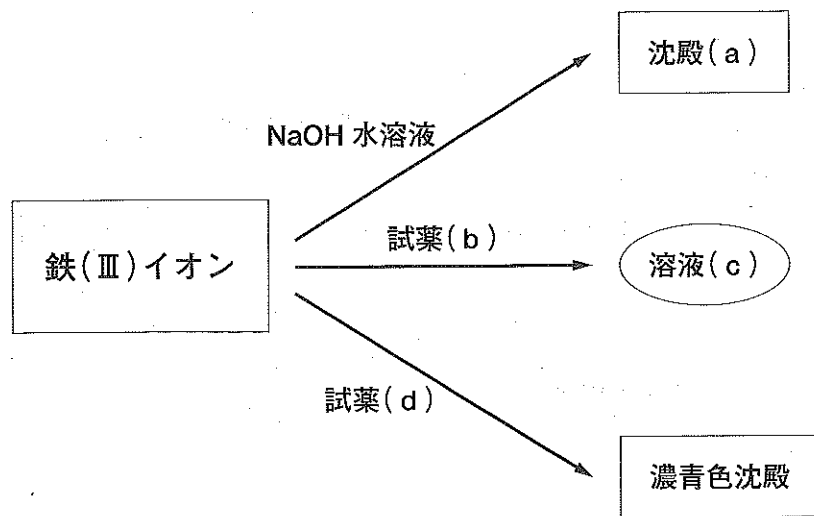 沈殿(a)
NaOH 水溶液
試薬(b)
鉄(Ⅲ)イオン
溶液(c)
試薬(d)
濃青色沈殿